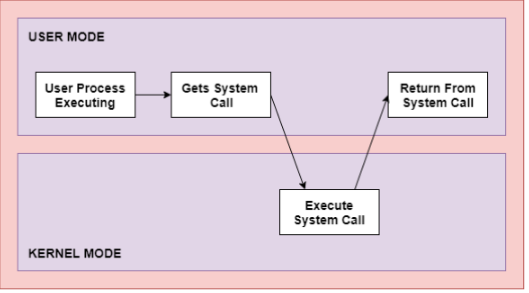 USER MODE
User Process
Executing
Gets System
Call
Return From
System Call
Execute
System Call
KERNEL MODE